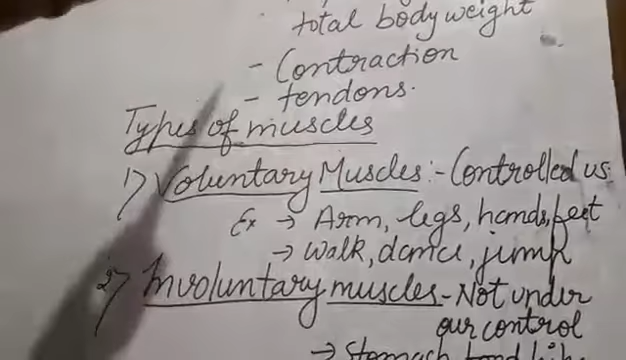 total body weight
- Contraction
- tendons.
Types of muscles
1) Voluntary Muscles :- Controlled us
Ex → Arm, legs, hands, feet
→ walk, dance, jump
2) Involuntary muscles - Not under
our control
→ Stomach